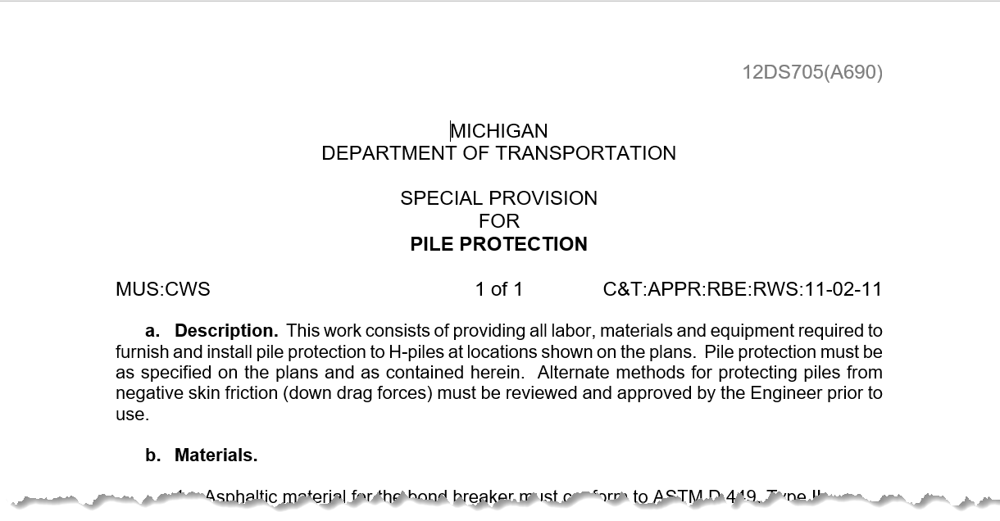 12DS705(A690)
MICHIGAN
DEPARTMENT OF TRANSPORTATION
SPECIAL PROVISION
FOR
PILE PROTECTION
MUS:CWS 1 of 1 C&T:APPR:RBE:RWS:11-02-11
a. Description. This work consists of providing all labor, materials and equipment required to
furnish and install pile protection to H-piles at locations shown on the plans. Pile protection must be
as specified on the plans and as contained herein. Alternate methods for protecting piles from
negative skin friction (down drag forces) must be reviewed and approved by the Engineer prior to
use.
b. Materials.
Asphaltic material for the bond breaker must conform to ASTM D 449, Type